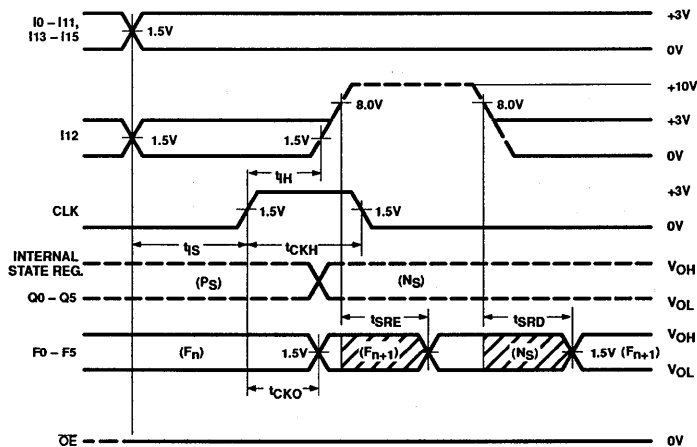 I0 – I11,
I13 – I15
1.5V
+3V
0V
+10V
8.0V
8.0V
I12
1.5V
1.5V
+3V
0V
tIH
CLK
1.5V
1.5V
+3V
0V
tIS
tCKH
INTERNAL
STATE REG.
(PS)
(NS)
VOH
Q0 – Q5
VOL
tSRE
tSRD
F0 – F5
(Fn)
1.5V
(Fn+1)
(NS)
1.5V (Fn+1)
VOH
VOL
tCKO
OE
0V